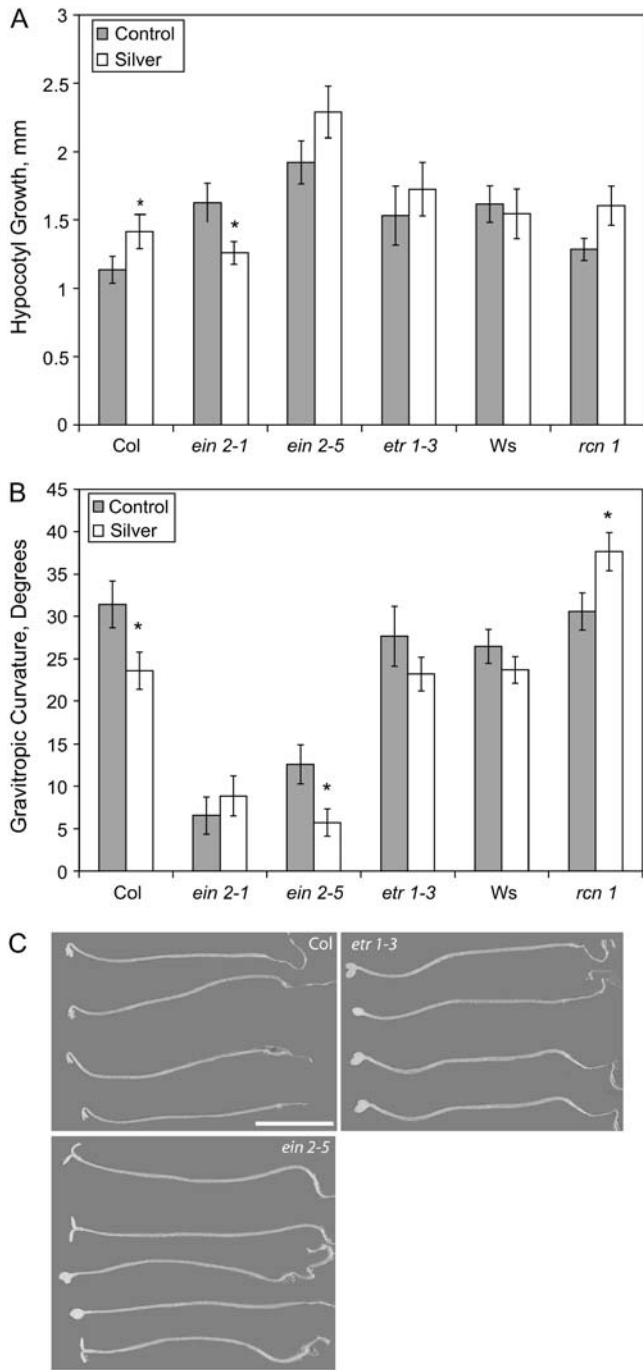 A
3
Control
Silver
2.5
2
1.5
1
0.5
0
Hypocotyl Growth, mm
*
*
Col
ein 2-1
ein 2-5
etr 1-3
Ws
rcn 1
B
45
Control
Silver
40
35
30
25
20
15
10
5
0
Gravitropic Curvature, Degrees
*
*
*
Col
ein 2-1
ein 2-5
etr 1-3
Ws
rcn 1
C
Col
etr 1-3
ein 2-5